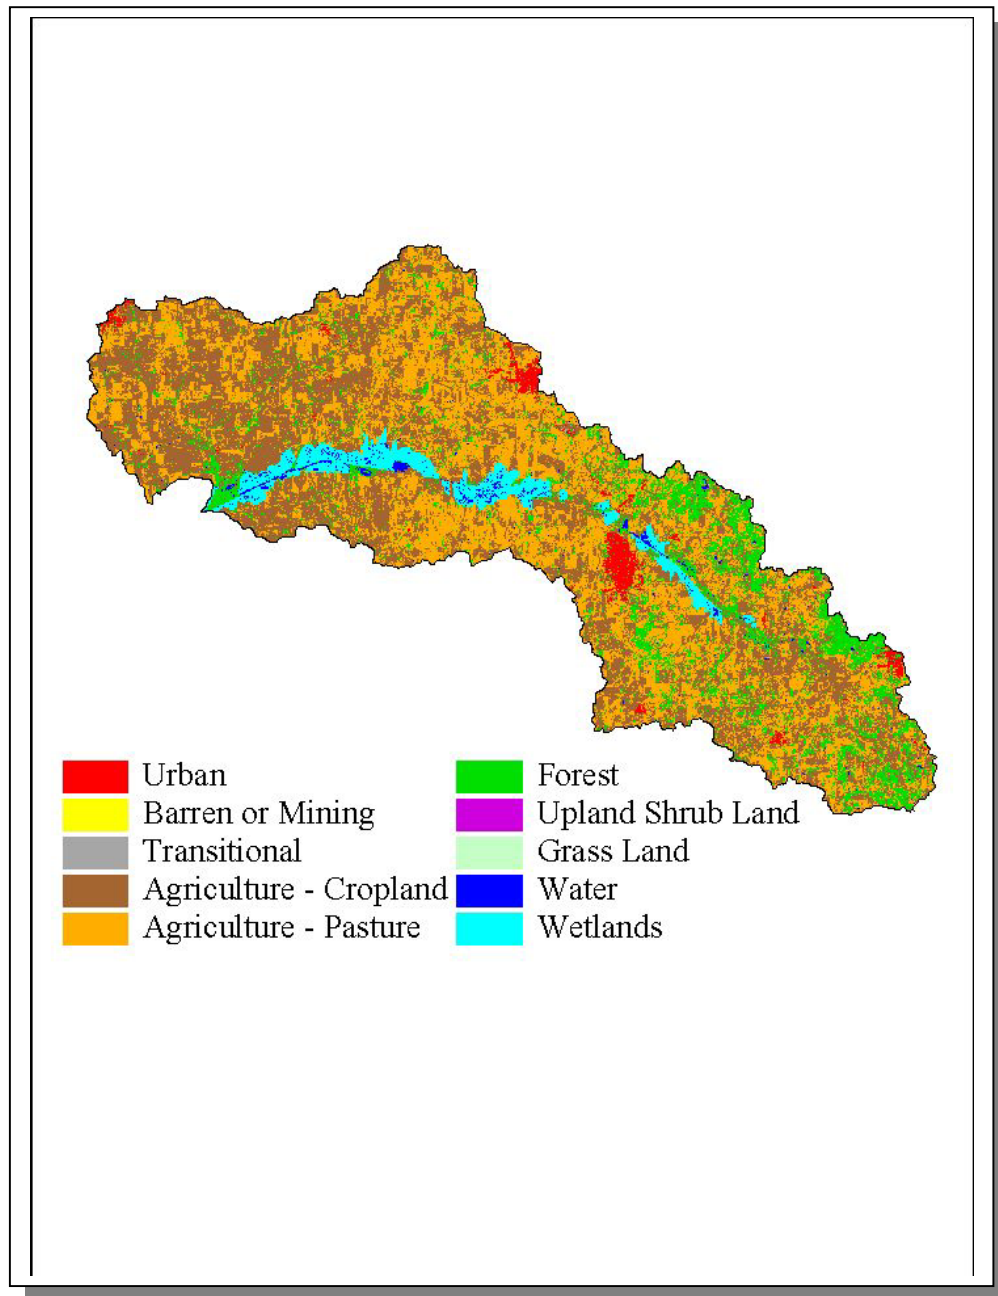 Urban
Barren or Mining
Transitional
Agriculture - Cropland
Agriculture - Pasture
Forest
Upland Shrub Land
Grass Land
Water
Wetlands